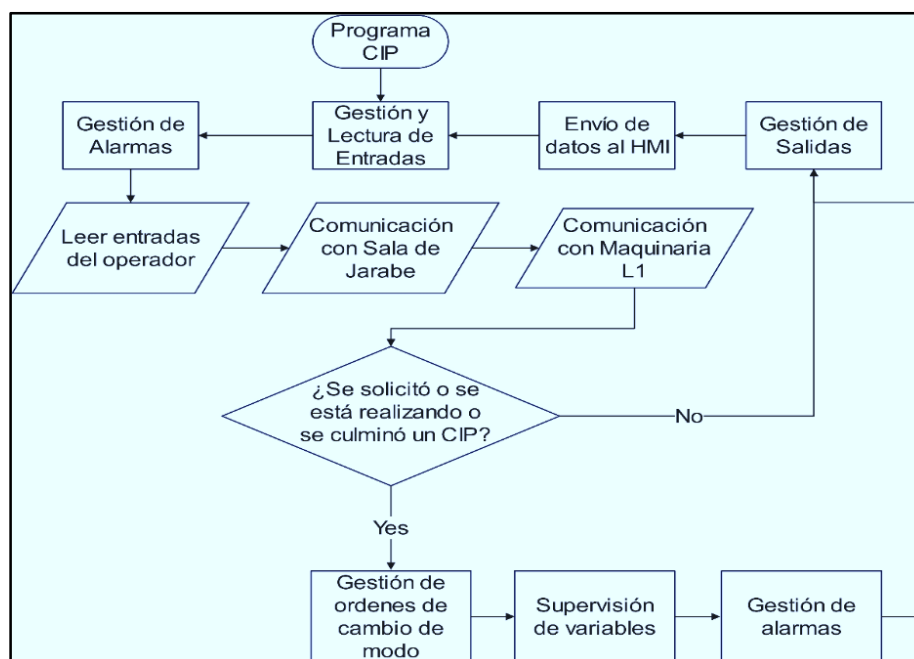 Programa
CIP
Gestión de
Alarmas
Gestión y
Lectura de
Entradas
Envío de
datos al HMI
Gestión de
Salidas
Leer entradas
del operador
Comunicación
con Sala de
Jarabe
Comunicación
con Maquinaria
L1
¿Se solicitó o se
está realizando o
se culminó un CIP?
No
Yes
Gestión de
ordenes de
cambio de
modo
Supervisión
de variables
Gestión de
alarmas